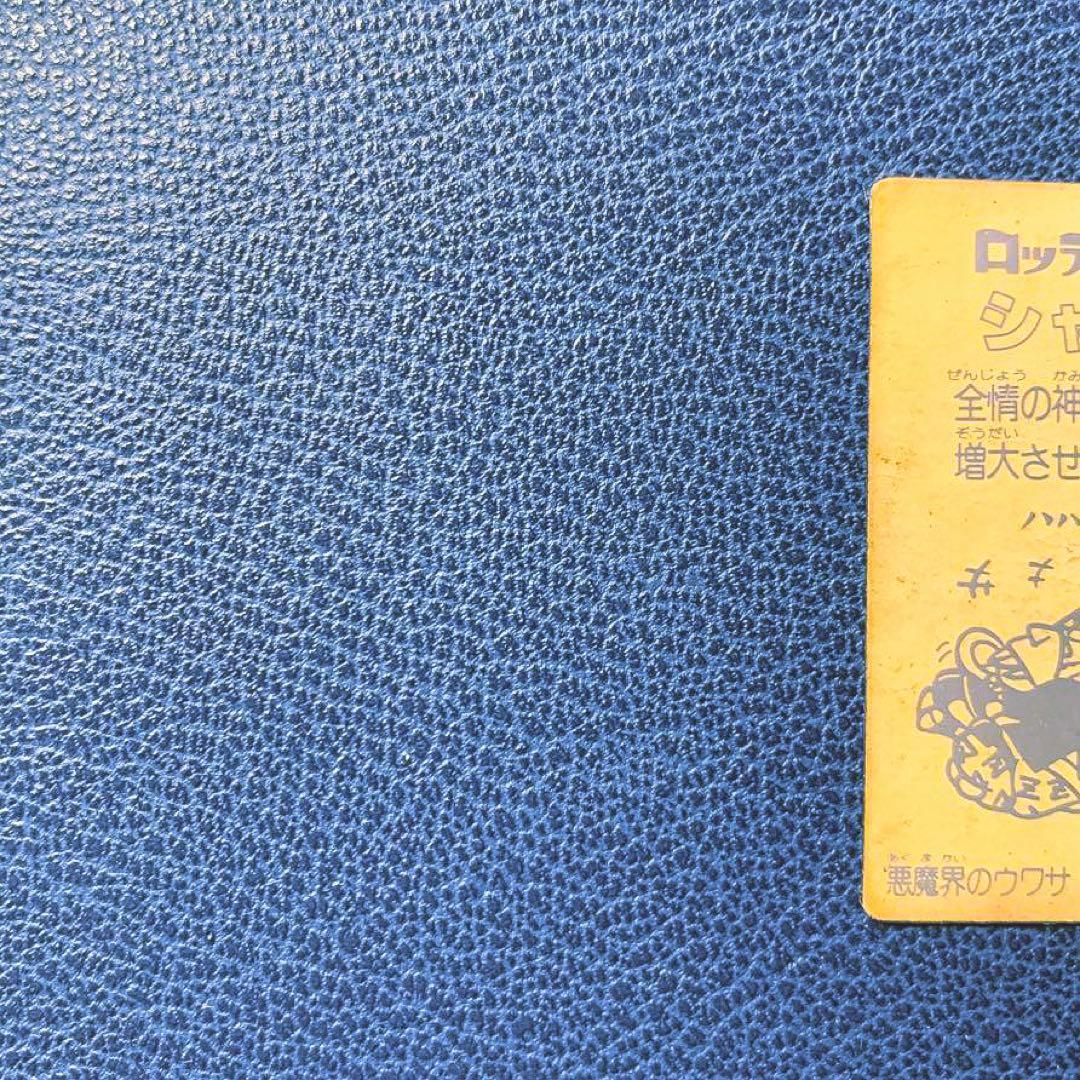 ロッテ
シャ
ぜんじょう かみ
全情の神
ぞうだい
増大させ
ハハ
あくまかい
悪魔界のウワサ